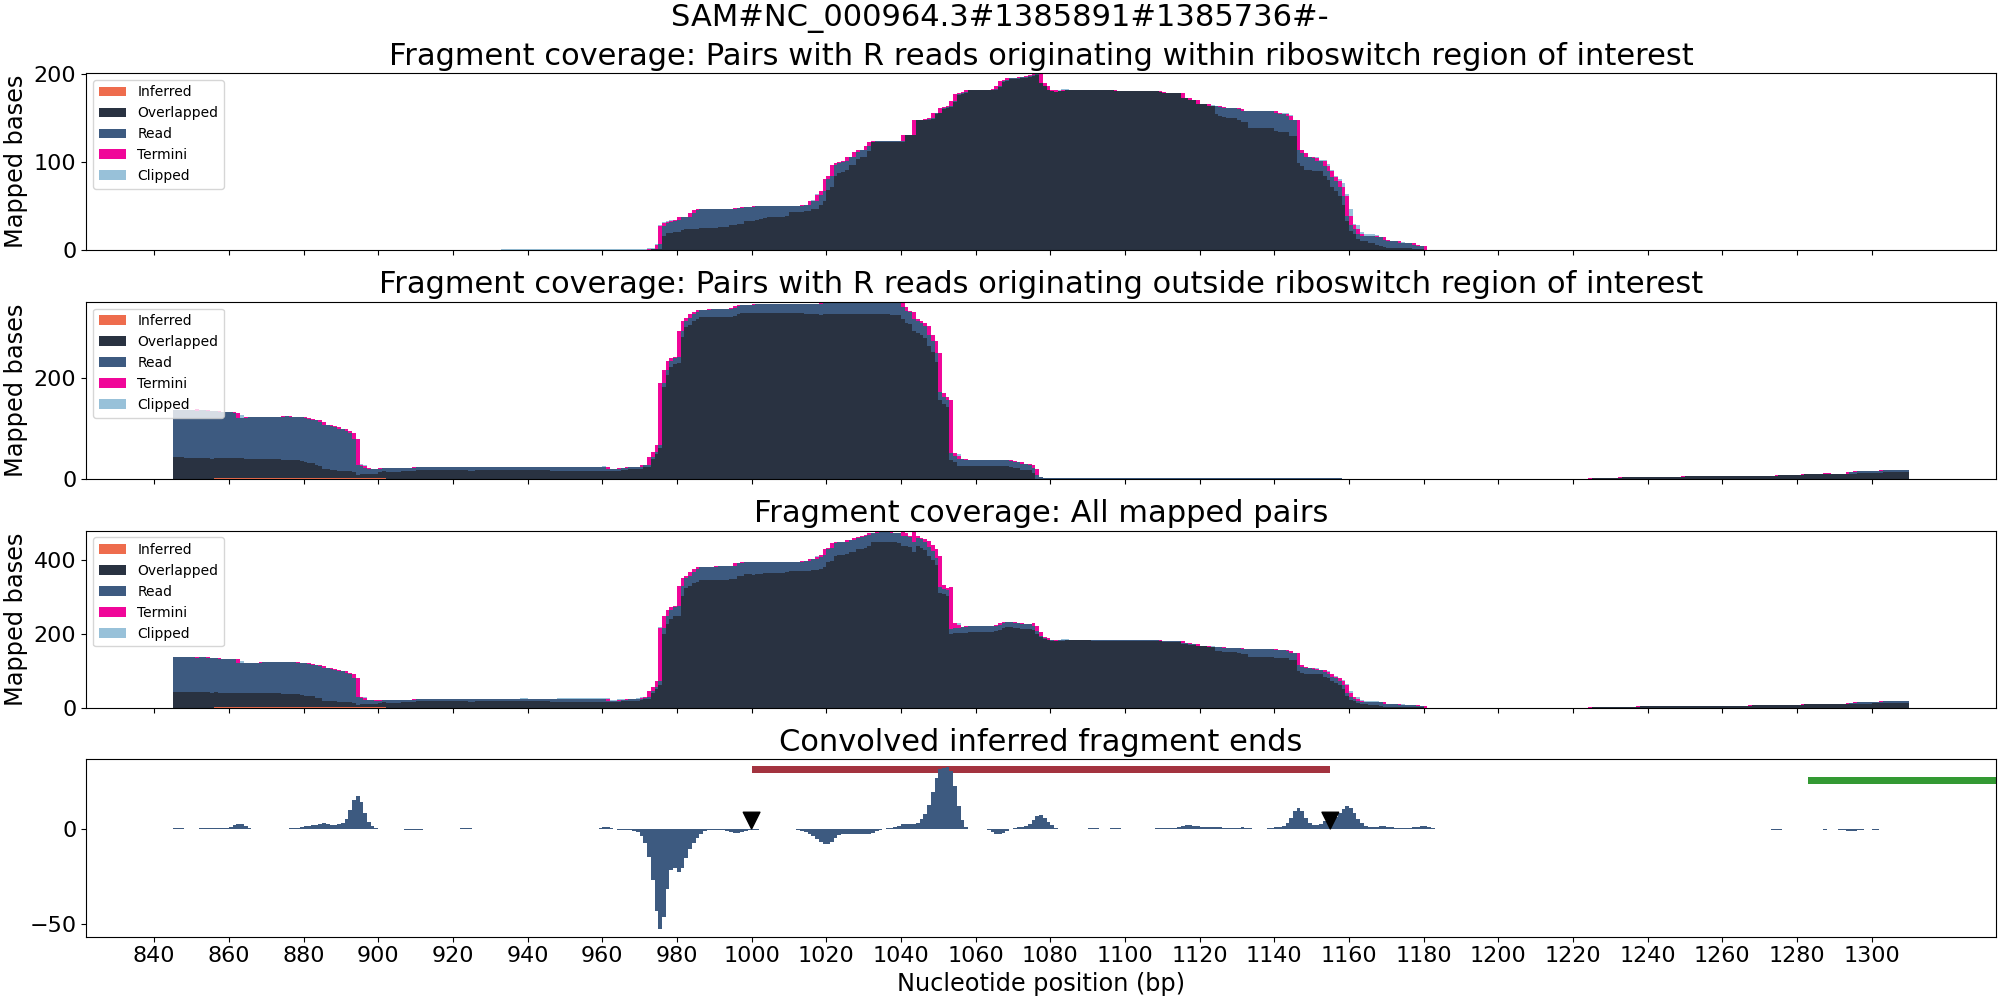 SAM#NC_000964.3#1385891#1385736#-
Fragment coverage: Pairs with R reads originating within riboswitch region of interest
Mapped bases
200
100
0
Inferred
Overlapped
Read
Termini
Clipped
Fragment coverage: Pairs with R reads originating outside riboswitch region of interest
Mapped bases
200
0
Inferred
Overlapped
Read
Termini
Clipped
Fragment coverage: All mapped pairs
Mapped bases
400
200
0
Inferred
Overlapped
Read
Termini
Clipped
Convolved inferred fragment ends
0
−50
840 860 880 900 920 940 960 980 1000 1020 1040 1060 1080 1100 1120 1140 1160 1180 1200 1220 1240 1260 1280 1300
Nucleotide position (bp)